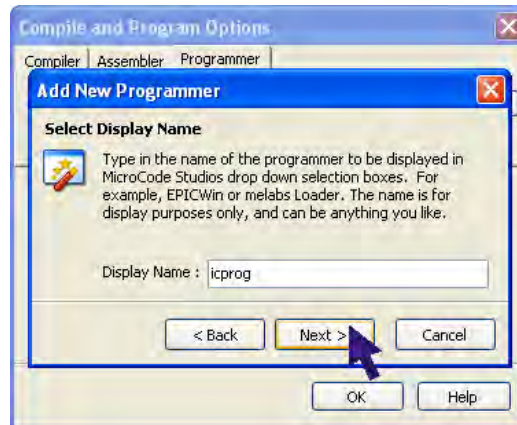 Compile and Program Options
Compiler Assembler Programmer
Add New Programmer
Select Display Name
Type in the name of the programmer to be displayed in
MicroCode Studios drop down selection boxes. For
example, EPICWin or melabs Loader. The name is for
display purposes only, and can be anything you like.
Display Name : icprog
< Back Next > Cancel
OK Help